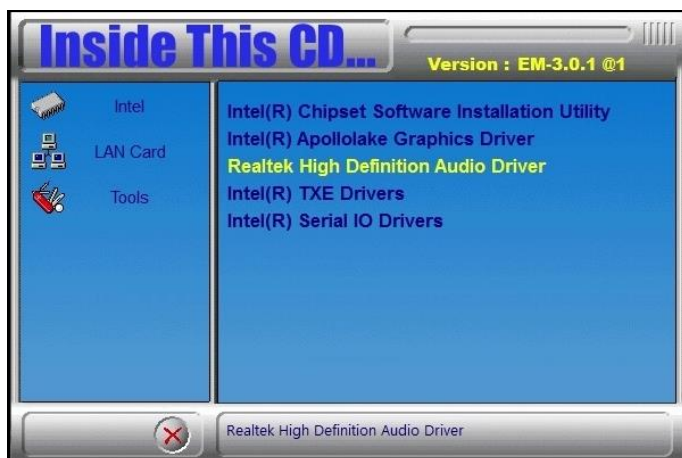 Inside This CD...
Version : EM-3.0.1 @1
Intel
LAN Card
Tools
Intel(R) Chipset Software Installation Utility
Intel(R) Apollolake Graphics Driver
Realtek High Definition Audio Driver
Intel(R) TXE Drivers
Intel(R) Serial IO Drivers
Realtek High Definition Audio Driver